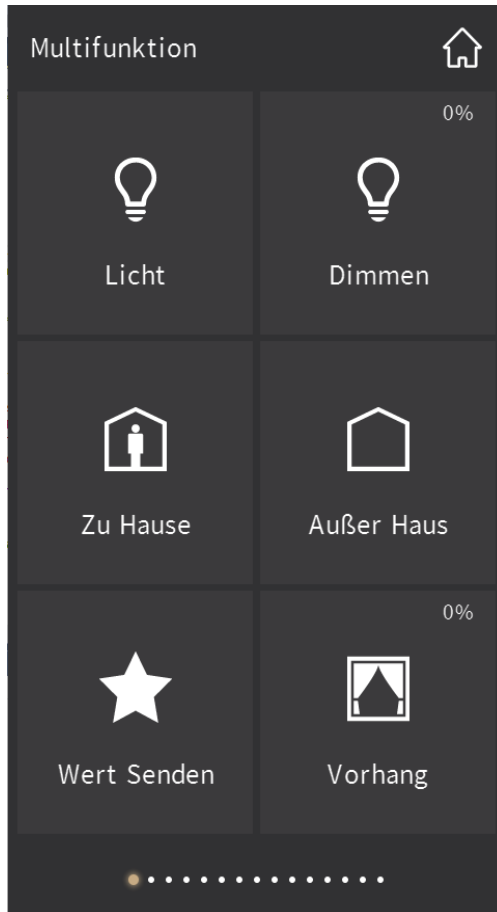 Multifunktion
0%
Licht
Dimmen
Zu Hause
Außer Haus
0%
Wert Senden
Vorhang